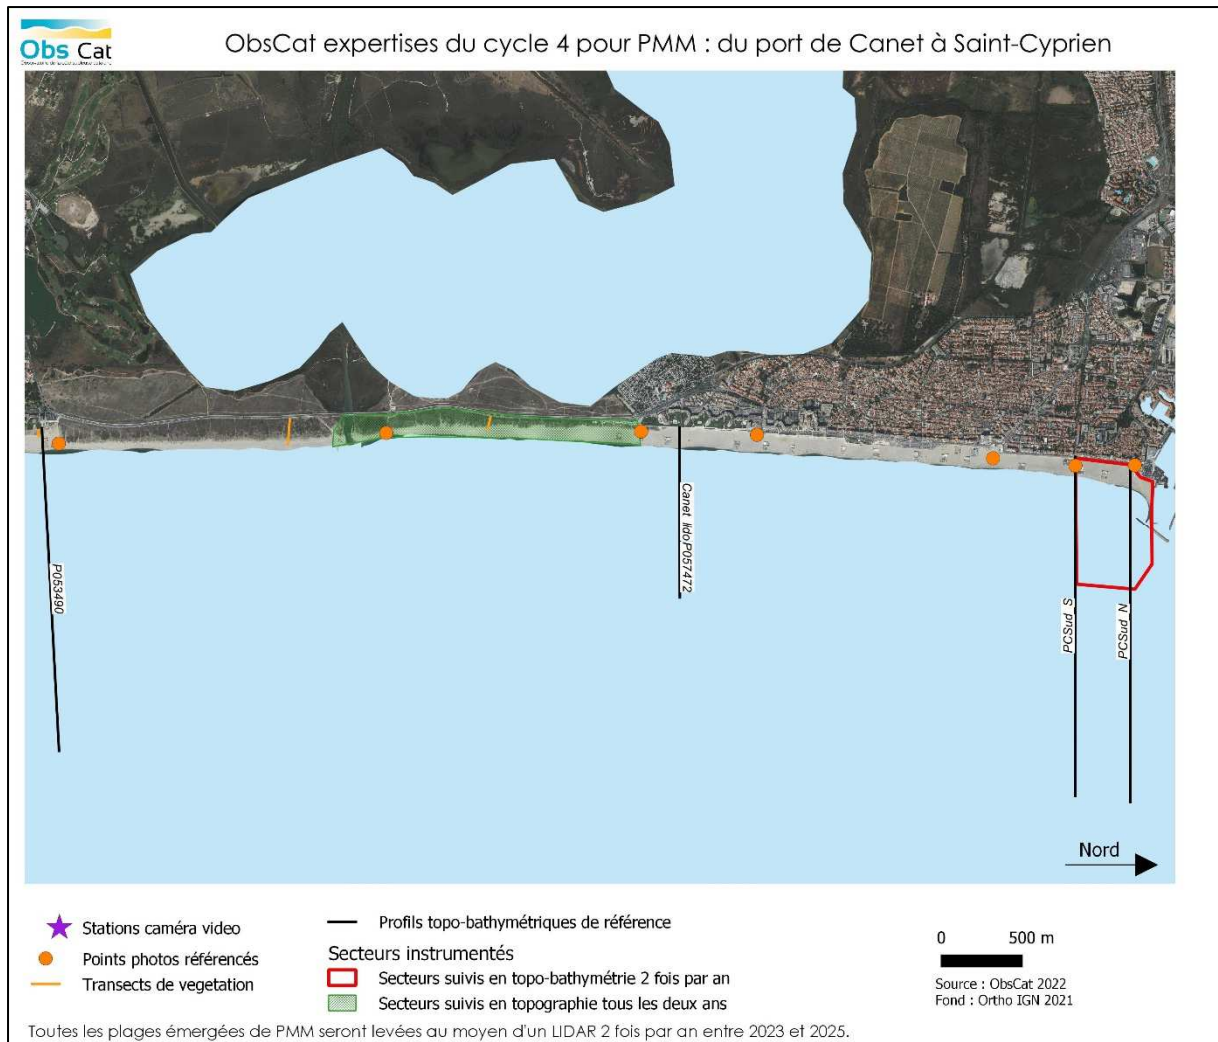 Obs Cat
ObsCat expertises du cycle 4 pour PMM : du port de Canet à Saint-Cyprien
P053490
Canet lido P057472
PCSud S
PCSud N
Nord
Stations caméra video
Points photos référencés
Transects de vegetation
Profils topo-bathymétriques de référence
Secteurs instrumentés
Secteurs suivis en topo-bathymétrie 2 fois par an
Secteurs suivis en topographie tous les deux ans
0 500 m
Source : ObsCat 2022
Fond : Ortho IGN 2021
Toutes les plages émergées de PMM seront levées au moyen d'un LIDAR 2 fois par an entre 2023 et 2025.